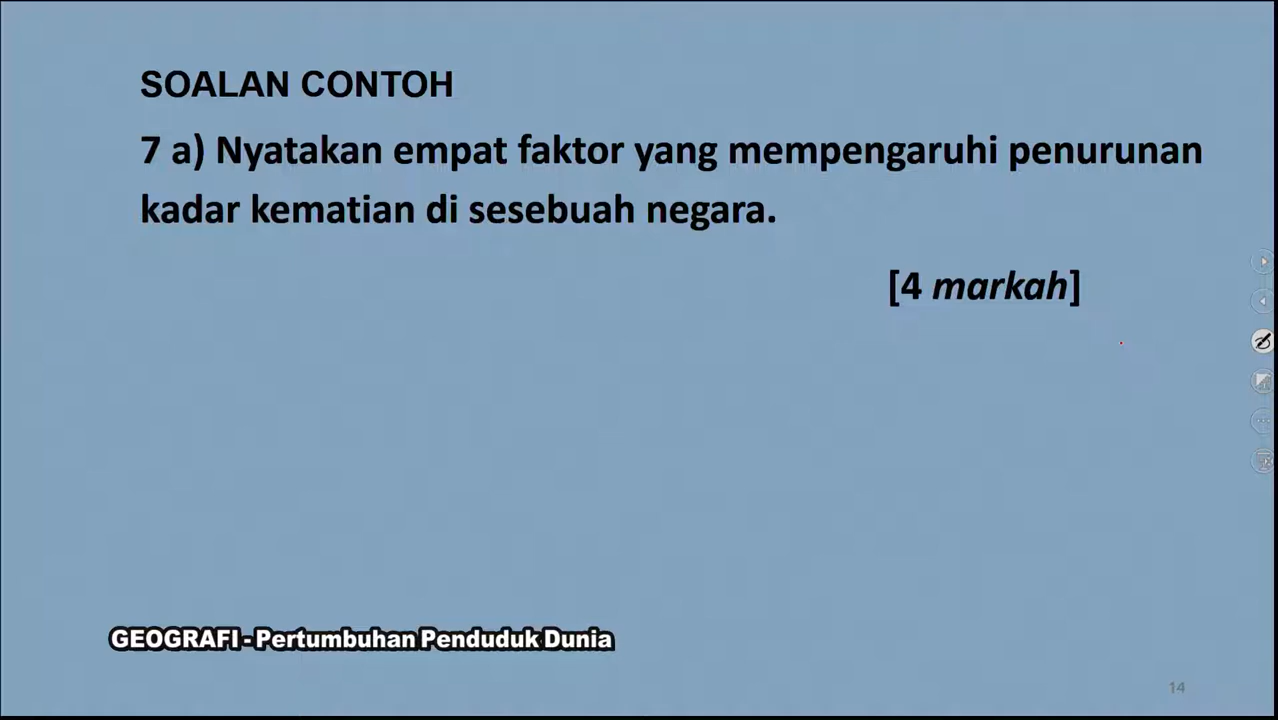 SOALAN CONTOH
7 a) Nyatakan empat faktor yang mempengaruhi penurunan
kadar kematian di sesebuah negara.
[4 markah]
GEOGRAFI - Pertumbuhan Penduduk Dunia
14